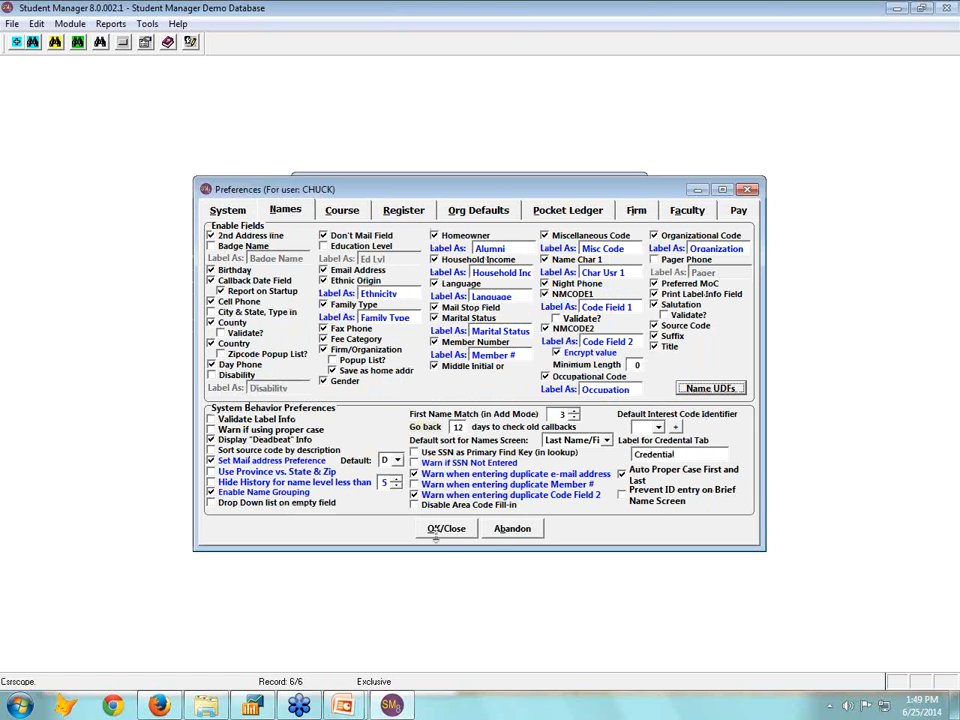 Student Manager 8.0.002.1 - Student Manager Demo Database
File Edit Module Reports Tools Help
Preferences (For user: CHUCK)
System Names Course Register Org Defaults Pocket Ledger Firm Faculty Pay
Enable Fields
2nd Address line
Badge Name
Label As: Badge Name
Birthday
Callback Date Field
Report on Startup
Cell Phone
City & State, Type in
County
Validate?
Country
Zipcode Popup List?
Day Phone
Disability
Label As: Disability
Don't Mail Field
Education Level
Label As: Ed Lvl
Email Address
Ethnic Origin
Label As: Ethnicity
Family Type
Label As: Family Type
Fax Phone
Fee Category
Firm/Organization
Popup List?
Save as home addr
Gender
Homeowner
Label As: Alumni
Household Income
Label As: Household Inc
Language
Label As: Language
Mail Stop Field
Marital Status
Label As: Marital Status
Member Number
Label As: Member #
Middle Initial or
Miscellaneous Code
Label As: Misc Code
Name Char 1
Label As: Char Usr 1
Night Phone
NMCODE1
Label As: Code Field 1
Validate?
NMCODE2
Label As: Code Field 2
Encrypt value
Minimum Length 0
Occupational Code
Label As: Occupation
Organizational Code
Label As: Organization
Pager Phone
Label As: Pager
Preferred MoC
Print Label-Info Field
Salutation
Validate?
Source Code
Suffix
Title
Name UDFs
System Behavior Preferences
Validate Label Info
Warn if using proper case
Display "Deadbeat" Info
Sort source code by description
Set Mail address Preference Default: D
Use Province vs. State & Zip
Hide History for name level less than 5
Enable Name Grouping
Drop Down list on empty field
First Name Match (in Add Mode) 3
Go back 12 days to check old callbacks
Default sort for Names Screen: Last Name/Fi
Use SSN as Primary Find Key (in lookup)
Warn if SSN Not Entered
Warn when entering duplicate e-mail address
Warn when entering duplicate Member #
Warn when entering duplicate Code Field 2
Disable Area Code Fill-in
Default Interest Code Identifier
+
Label for Credential Tab
Credential
Auto Proper Case First and
Last
Prevent ID entry on Brief
Name Screen
OK/Close Abandon
Csrscope. Record: 6/6 Exclusive
SM
1:49 PM
6/25/2014